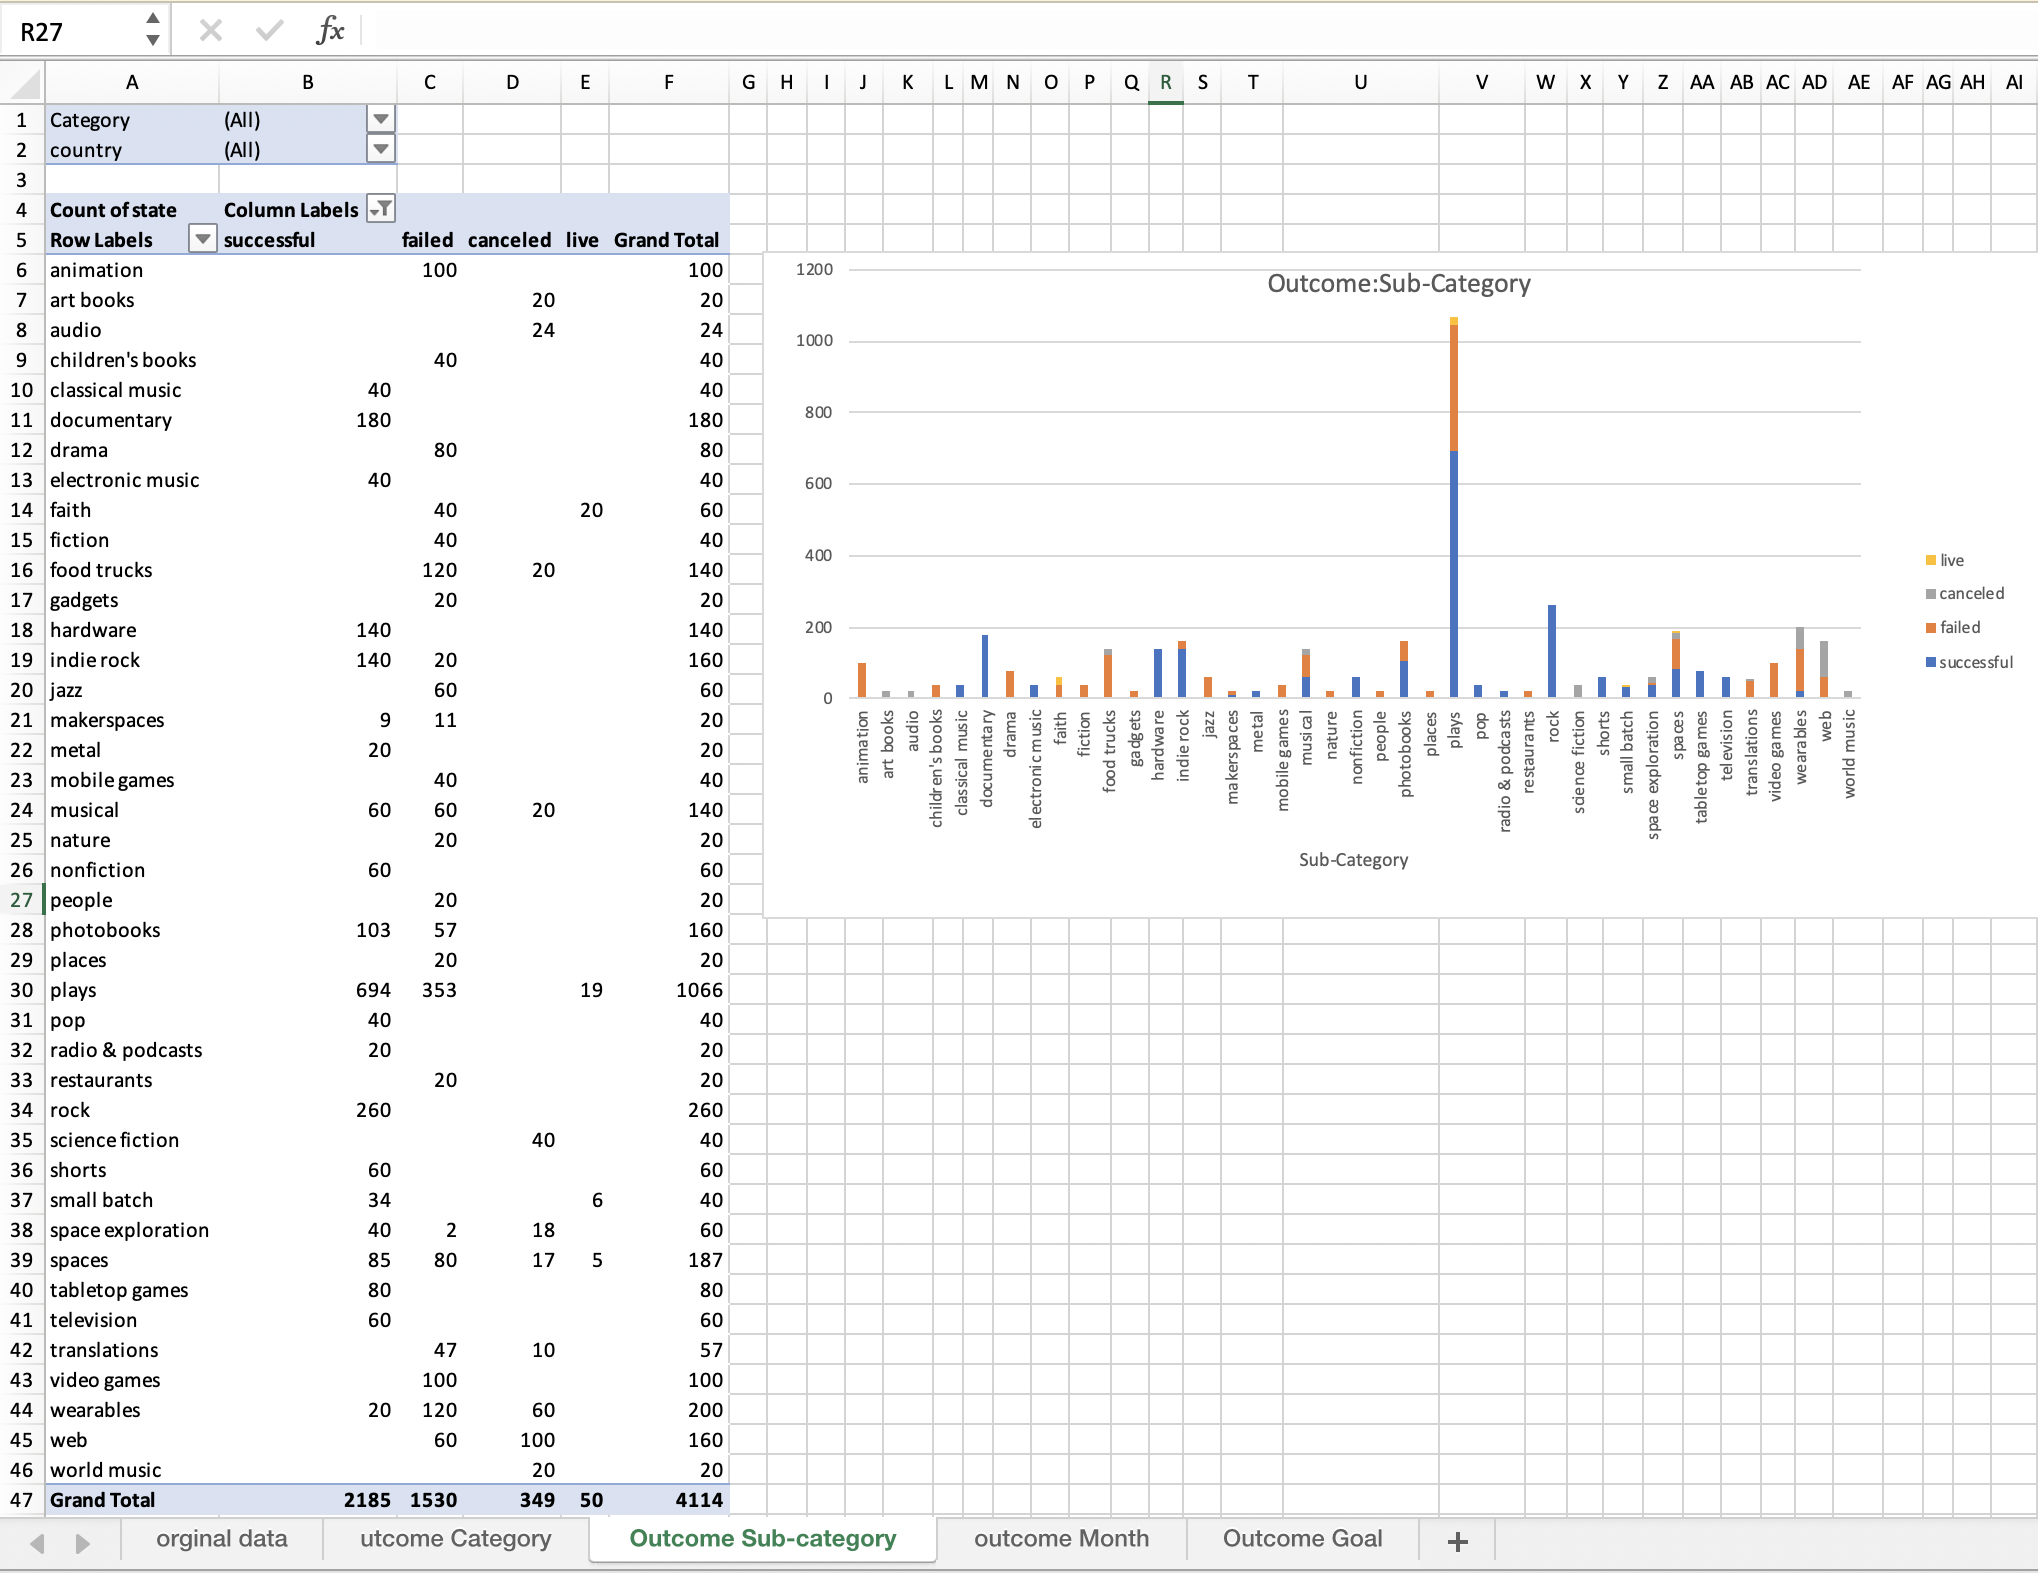 R27 fx
A B C D E F G H I J K L M N O P Q R S T U V W X Y Z AA AB AC AD AE AF AG AH AI
1 Category (All)
2 country (All)
3
4 Count of state Column Labels
5 Row Labels successful failed canceled live Grand Total
6 animation 100 100
7 art books 20 20
8 audio 24 24
9 children's books 40 40
10 classical music 40 40
11 documentary 180 180
12 drama 80 80
13 electronic music 40 40
14 faith 40 20 60
15 fiction 40 40
16 food trucks 120 20 140
17 gadgets 20 20
18 hardware 140 140
19 indie rock 140 20 160
20 jazz 60 60
21 makerspaces 9 11 20
22 metal 20 20
23 mobile games 40 40
24 musical 60 60 20 140
25 nature 20 20
26 nonfiction 60 60
27 people 20 20
28 photobooks 103 57 160
29 places 20 20
30 plays 694 353 19 1066
31 pop 40 40
32 radio & podcasts 20 20
33 restaurants 20 20
34 rock 260 260
35 science fiction 40 40
36 shorts 60 60
37 small batch 34 6 40
38 space exploration 40 2 18 60
39 spaces 85 80 17 5 187
40 tabletop games 80 80
41 television 60 60
42 translations 47 10 57
43 video games 100 100
44 wearables 20 120 60 200
45 web 60 100 160
46 world music 20 20
47 Grand Total 2185 1530 349 50 4114
Outcome:Sub-Category
1200
1000
800
600
400
200
0
animation
art books
audio
children's books
classical music
documentary
drama
electronic music
faith
fiction
food trucks
gadgets
hardware
indie rock
jazz
makerspaces
metal
mobile games
musical
nature
nonfiction
people
photobooks
places
plays
pop
radio & podcasts
restaurants
rock
science fiction
shorts
small batch
space exploration
spaces
tabletop games
television
translations
video games
wearables
web
world music
Sub-Category
live
canceled
failed
successful
orginal data utcome Category Outcome Sub-category outcome Month Outcome Goal +